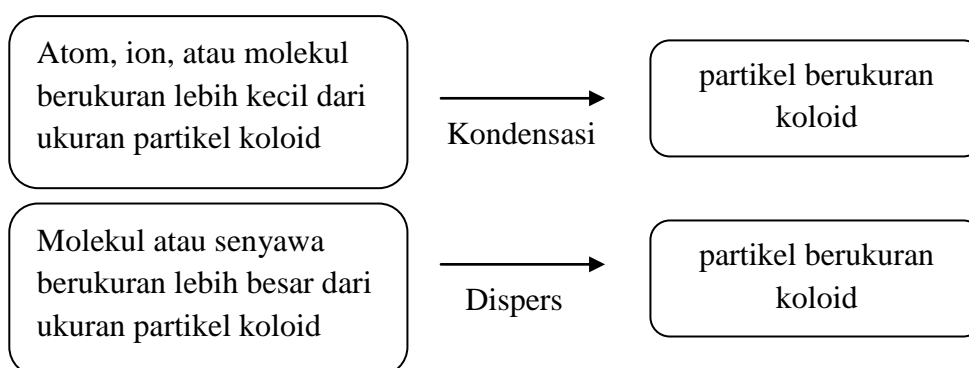 Atom, ion, atau molekul
berukuran lebih kecil dari
ukuran partikel koloid
Kondensasi
partikel berukuran
koloid
Molekul atau senyawa
berukuran lebih besar dari
ukuran partikel koloid
Dispers
partikel berukuran
koloid